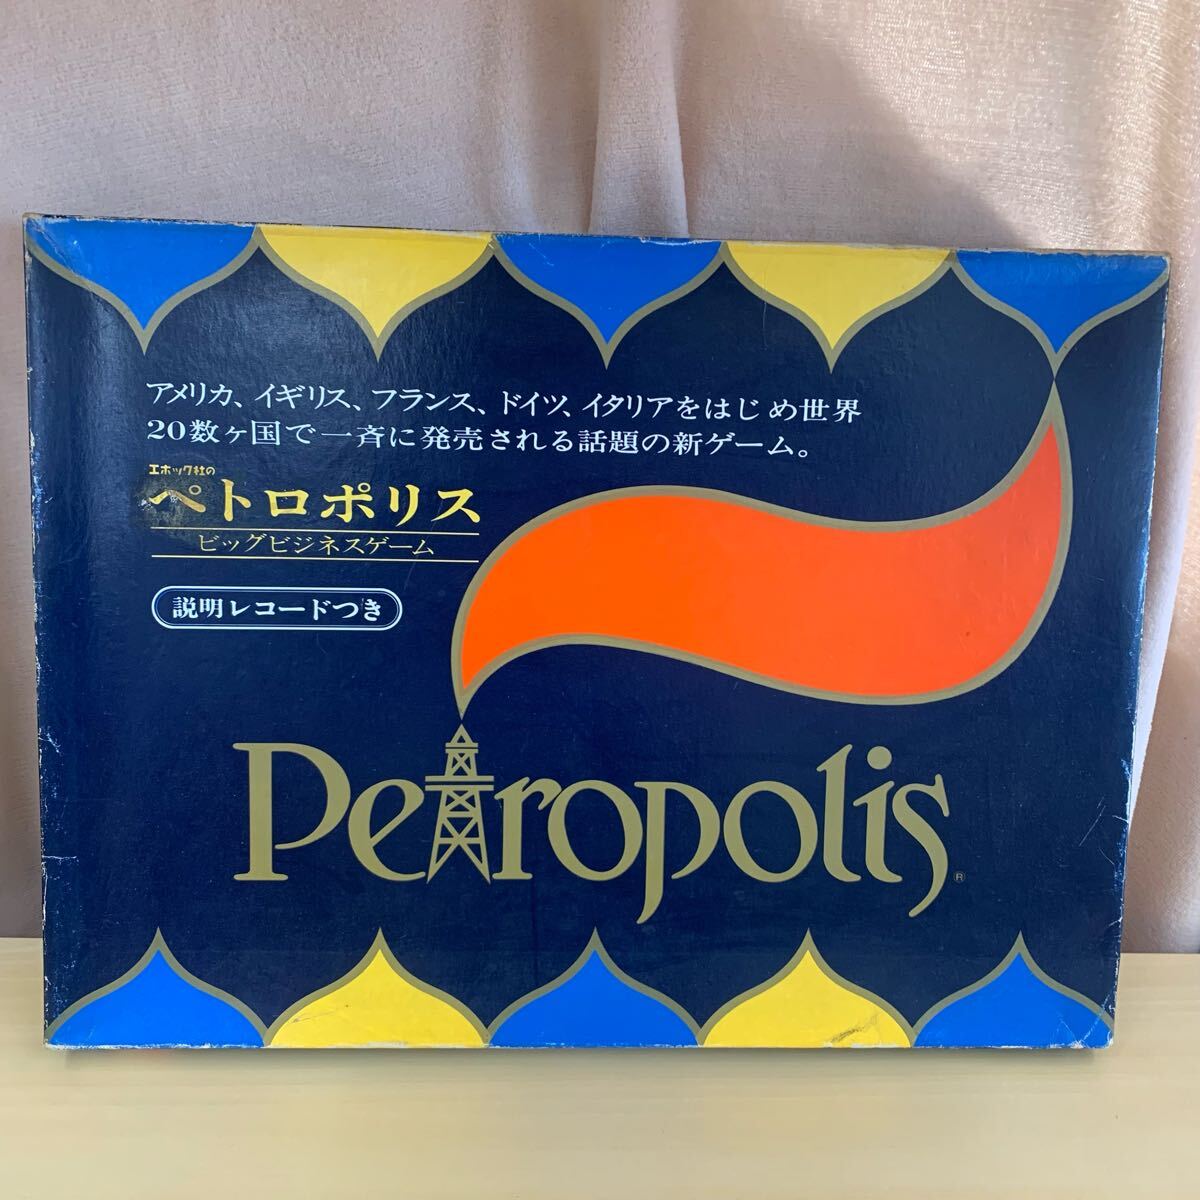 アメリカ、イギリス、フランス、ドイツ、イタリアをはじめ世界
20数ヶ国で一斉に発売される話題の新ゲーム。
エホック社の
ペトロポリス
ビッグビジネスゲーム
説明レコードつき
Petropolis®